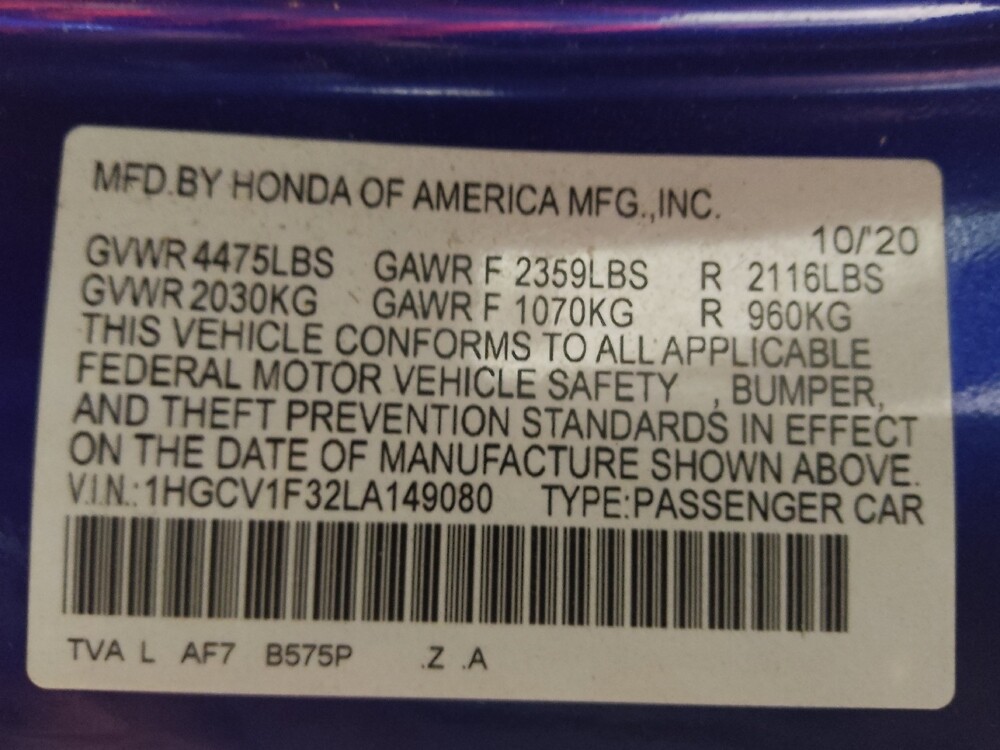 MFD.BY HONDA OF AMERICA MFG.,INC.
10/'20
GVWR 4475LBS GAWR F 2359LBS R 2116LBS
GVWR 2030KG GAWR F 1070KG R 960KG
THIS VEHICLE CONFORMS TO ALL APPLICABLE
FEDERAL MOTOR VEHICLE SAFETY , BUMPER,
AND THEFT PREVENTION STANDARDS IN EFFECT
ON THE DATE OF MANUFACTURE SHOWN ABOVE.
V.I.N.:1HGCV1F32LA149080 TYPE:PASSENGER CAR
TVA L AF7 B575P .Z .A